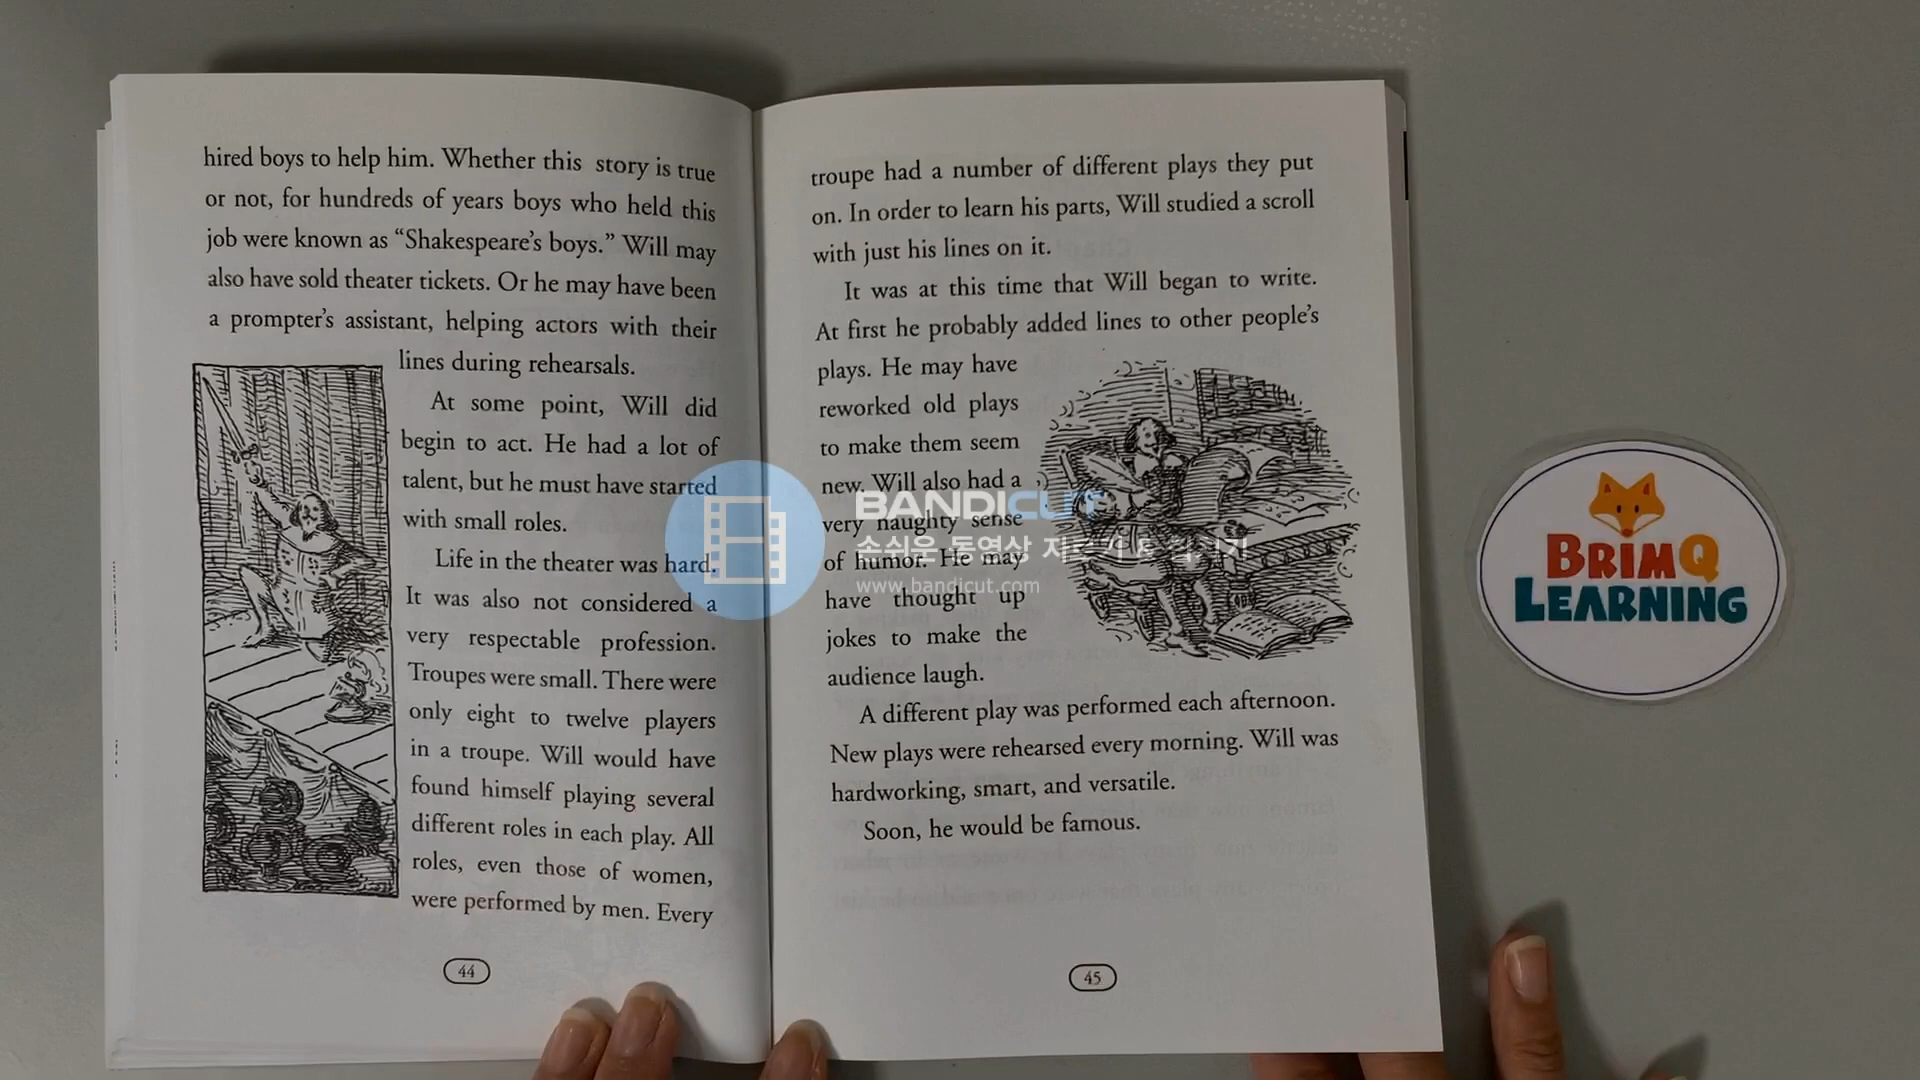 hired boys to help him. Whether this story is true
or not, for hundreds of years boys who held this
job were known as “Shakespeare’s boys.” Will may
also have sold theater tickets. Or he may have been
a prompter’s assistant, helping actors with their
lines during rehearsals.
At some point, Will did
begin to act. He had a lot of
talent, but he must have started
with small roles.
Life in the theater was hard.
It was also not considered a
very respectable profession.
Troupes were small. There were
only eight to twelve players
in a troupe. Will would have
found himself playing several
different roles in each play. All
roles, even those of women,
were performed by men. Every
44
troupe had a number of different plays they put
on. In order to learn his parts, Will studied a scroll
with just his lines on it.
It was at this time that Will began to write.
At first he probably added lines to other people’s
plays. He may have
reworked old plays
to make them seem
new. Will also had a
very naughty sense
of humor. He may
have thought up
jokes to make the
audience laugh.
A different play was performed each afternoon.
New plays were rehearsed every morning. Will was
hardworking, smart, and versatile.
Soon, he would be famous.
45
BANDICUT
손쉬운 동영상
www.bandicut.com
BRIMQ
LEARNING